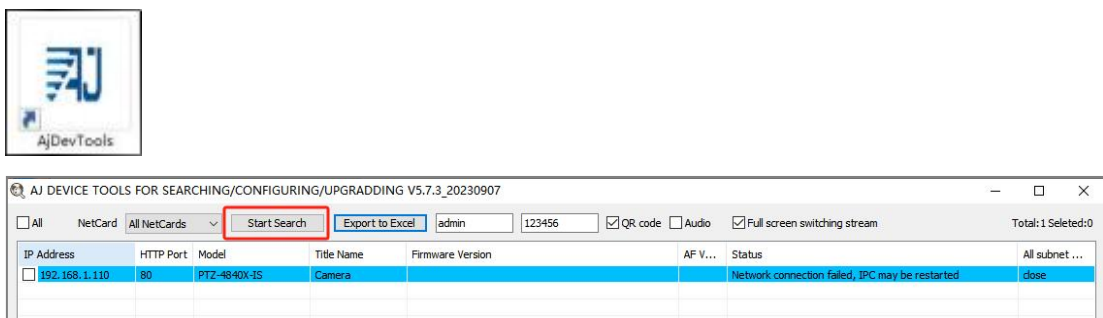 AJ
AjDevTools
AJ DEVICE TOOLS FOR SEARCHING/CONFIGURING/UPGRADDING V5.7.3_20230907
All NetCard All NetCards Start Search Export to Excel admin 123456 QR code Audio Full screen switching stream Total:1 Seleted:0
IP Address HTTP Port Model Title Name Firmware Version AF V... Status All subnet ...
192.168.1.110 80 PTZ-4840X-IS Camera Network connection failed, IPC may be restarted close